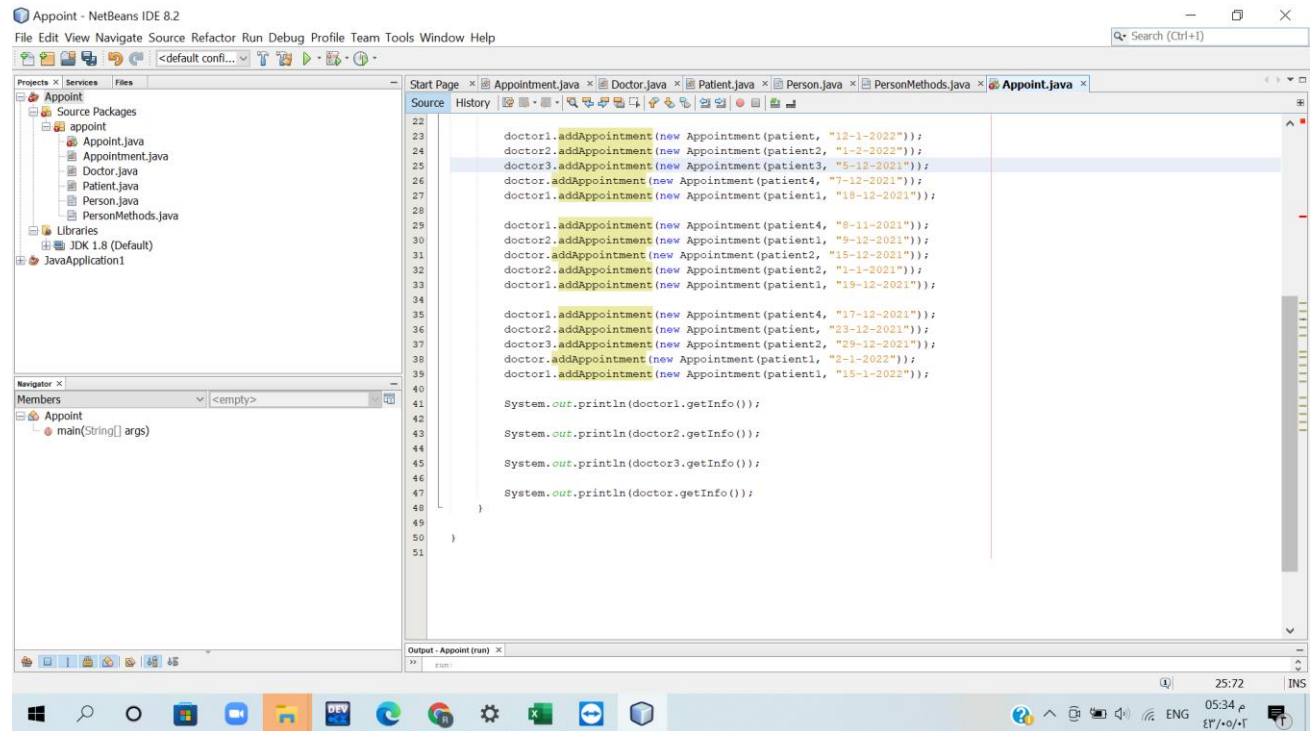 Appoint - NetBeans IDE 8.2
File Edit View Navigate Source Refactor Run Debug Profile Team Tools Window Help
Search (Ctrl+I)
<default confi...
Projects Services Files
Start Page Appointment.java Doctor.java Patient.java Person.java PersonMethods.java Appoint.java
Appoint
Source Packages
appoint
Appoint.java
Appointment.java
Doctor.java
Patient.java
Person.java
PersonMethods.java
Libraries
JDK 1.8 (Default)
JavaApplication1
Navigator
Members <empty>
Appoint
main(String[] args)
Source History
22
23 doctor1.addAppointment(new Appointment(patient, "12-1-2022"));
24 doctor2.addAppointment(new Appointment(patient2, "1-2-2022"));
25 doctor3.addAppointment(new Appointment(patient3, "5-12-2021"));
26 doctor.addAppointment(new Appointment(patient4, "7-12-2021"));
27 doctor1.addAppointment(new Appointment(patient1, "18-12-2021"));
28
29 doctor1.addAppointment(new Appointment(patient4, "8-11-2021"));
30 doctor2.addAppointment(new Appointment(patient1, "9-12-2021"));
31 doctor.addAppointment(new Appointment(patient2, "15-12-2021"));
32 doctor2.addAppointment(new Appointment(patient2, "1-1-2021"));
33 doctor1.addAppointment(new Appointment(patient1, "19-12-2021"));
34
35 doctor1.addAppointment(new Appointment(patient4, "17-12-2021"));
36 doctor2.addAppointment(new Appointment(patient, "23-12-2021"));
37 doctor3.addAppointment(new Appointment(patient2, "29-12-2021"));
38 doctor.addAppointment(new Appointment(patient1, "2-1-2022"));
39 doctor1.addAppointment(new Appointment(patient1, "15-1-2022"));
40
41 System.out.println(doctor1.getInfo());
42
43 System.out.println(doctor2.getInfo());
44
45 System.out.println(doctor3.getInfo());
46
47 System.out.println(doctor.getInfo());
48 }
49
50 }
51
Output - Appoint (run)
run:
25:72 INS
DEV
ENG
05:34 م
٤٣/٠٥/٠٢